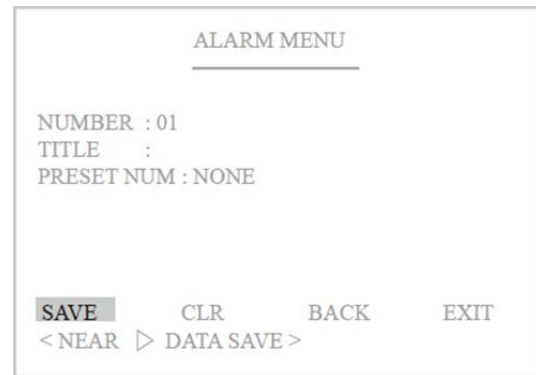 ALARM MENU
NUMBER : 01
TITLE :
PRESET NUM : NONE
SAVE CLR BACK EXIT
< NEAR ▷ DATA SAVE >